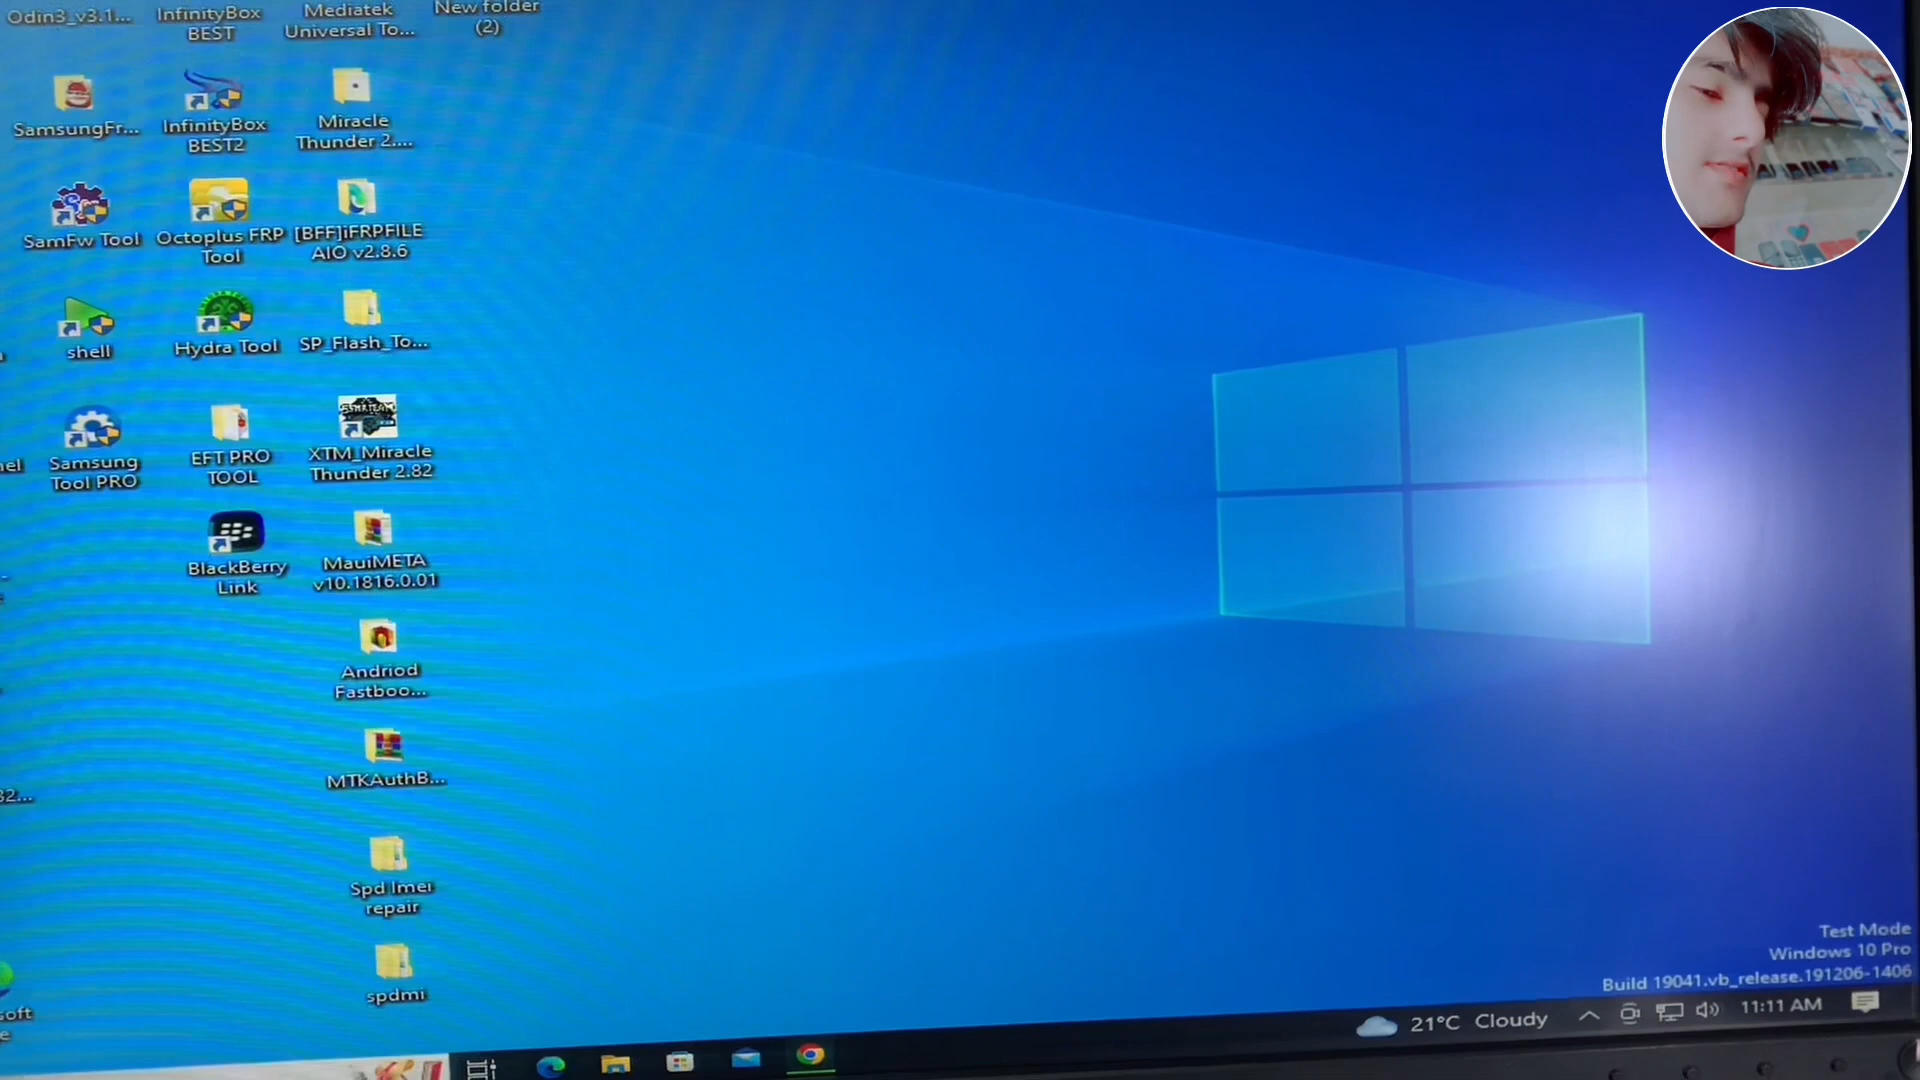 Odin3_v3.1...
InfinityBox
BEST
Mediatek
Universal To...
New folder
(2)
SamsungFr...
InfinityBox
BEST2
Miracle
Thunder 2....
SamFw Tool
Octoplus FRP
Tool
[BFF]iFRPFILE
AIO v2.8.6
shell
Hydra Tool
SP_Flash_To...
Samsung
Tool PRO
EFT PRO
TOOL
XTM_Miracle
Thunder 2.82
BlackBerry
Link
MauiMETA
v10.1816.0.01
Andriod
Fastboo...
MTKAuthB...
Spd Imei
repair
spdmi
Test Mode
Windows 10 Pro
Build 19041.vb_release.191206-1406
21°C Cloudy
11:11 AM